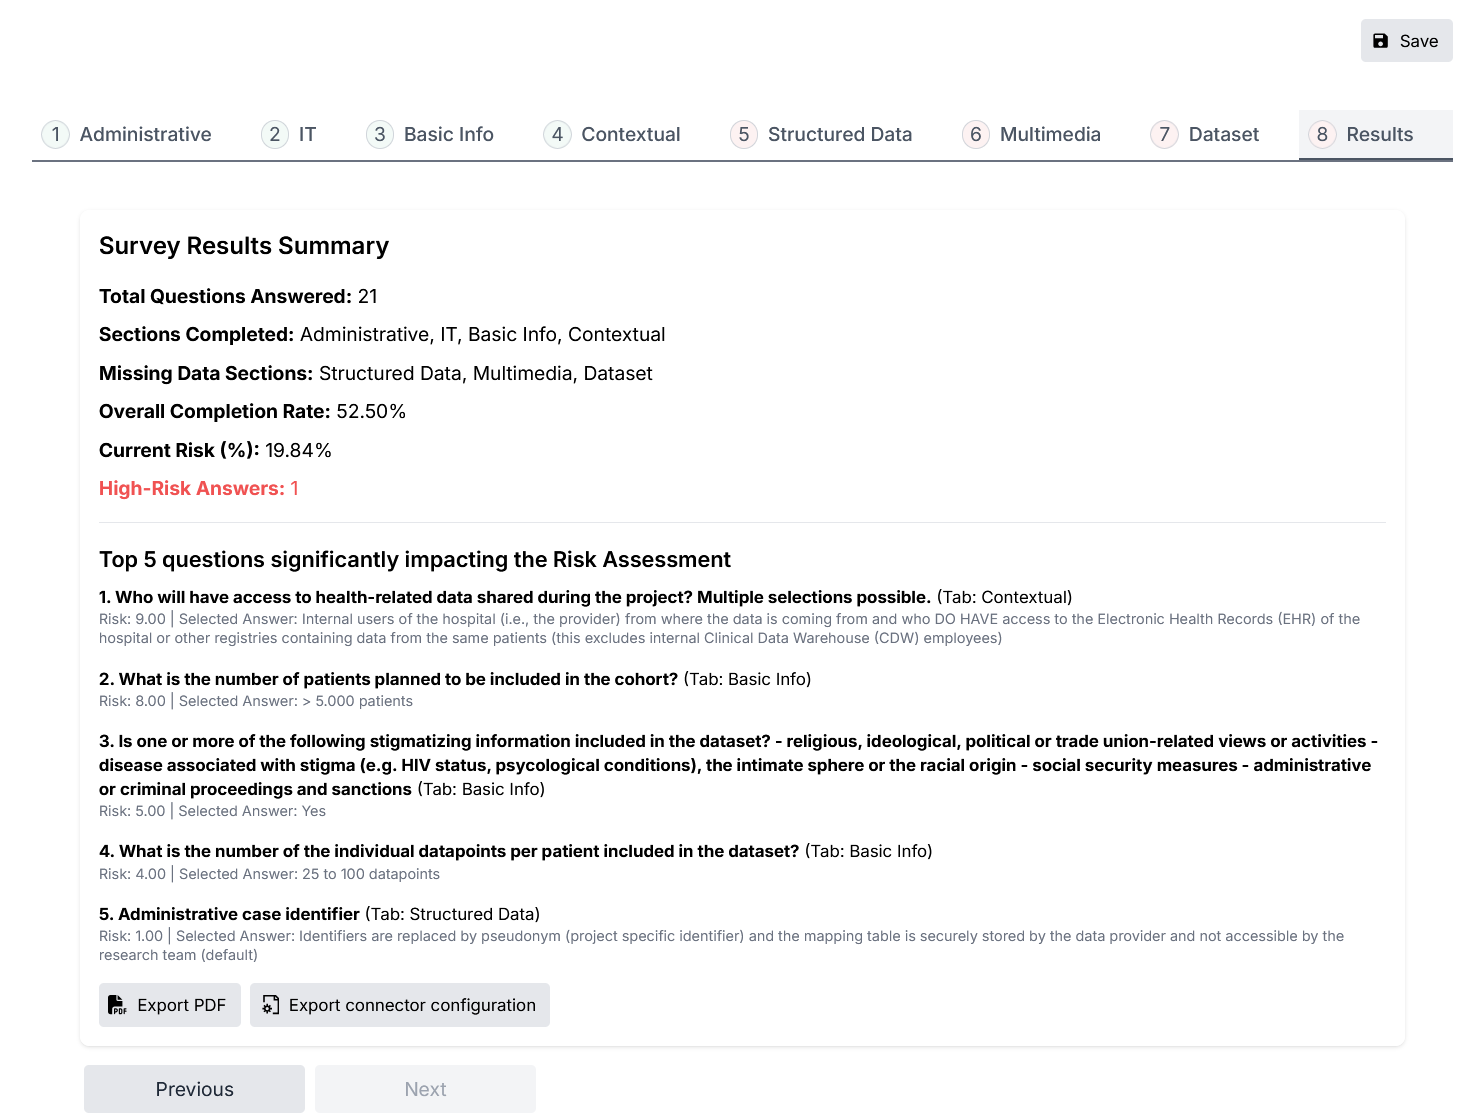 Save
1 Administrative 2 IT 3 Basic Info 4 Contextual 5 Structured Data 6 Multimedia 7 Dataset 8 Results
Survey Results Summary
Total Questions Answered: 21
Sections Completed: Administrative, IT, Basic Info, Contextual
Missing Data Sections: Structured Data, Multimedia, Dataset
Overall Completion Rate: 52.50%
Current Risk (%): 19.84%
High-Risk Answers: 1
Top 5 questions significantly impacting the Risk Assessment
1. Who will have access to health-related data shared during the project? Multiple selections possible. (Tab: Contextual)
Risk: 9.00 | Selected Answer: Internal users of the hospital (i.e., the provider) from where the data is coming from and who DO HAVE access to the Electronic Health Records (EHR) of the
hospital or other registries containing data from the same patients (this excludes internal Clinical Data Warehouse (CDW) employees)
2. What is the number of patients planned to be included in the cohort? (Tab: Basic Info)
Risk: 8.00 | Selected Answer: > 5.000 patients
3. Is one or more of the following stigmatizing information included in the dataset? - religious, ideological, political or trade union-related views or activities -
disease associated with stigma (e.g. HIV status, psycological conditions), the intimate sphere or the racial origin - social security measures - administrative
or criminal proceedings and sanctions (Tab: Basic Info)
Risk: 5.00 | Selected Answer: Yes
4. What is the number of the individual datapoints per patient included in the dataset? (Tab: Basic Info)
Risk: 4.00 | Selected Answer: 25 to 100 datapoints
5. Administrative case identifier (Tab: Structured Data)
Risk: 1.00 | Selected Answer: Identifiers are replaced by pseudonym (project specific identifier) and the mapping table is securely stored by the data provider and not accessible by the
research team (default)
PDF Export PDF Export connector configuration
Previous Next